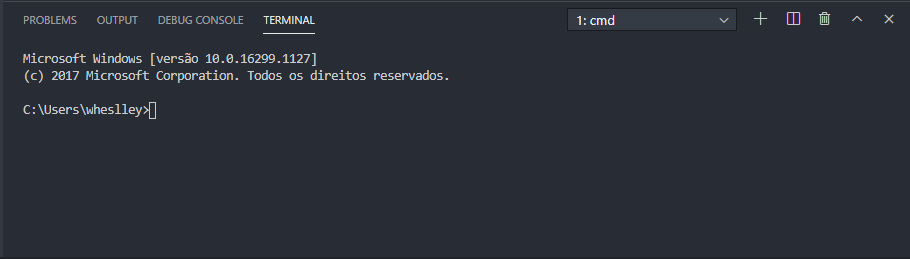 PROBLEMS OUTPUT DEBUG CONSOLE TERMINAL 1: cmd
Microsoft Windows [versão 10.0.16299.1127]
(c) 2017 Microsoft Corporation. Todos os direitos reservados.
C:\Users\wheslley>